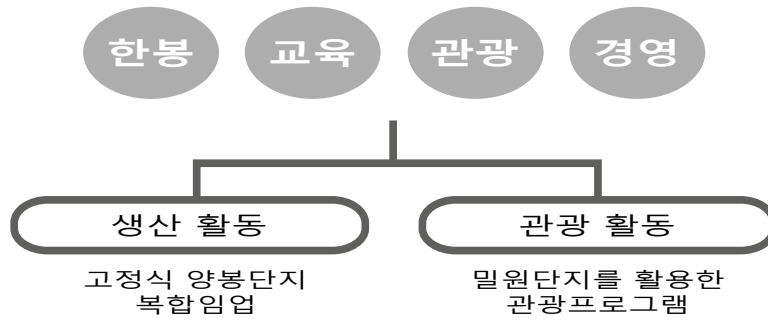 한봉 교육 관광 경영
생산 활동 관광 활동
고정식 양봉단지 밀원단지를 활용한
복합임업 관광프로그램